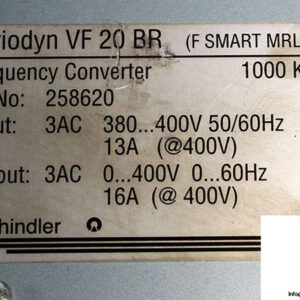 riodyn VF 20 BR (F SMART MRL
quency Converter 1000 K
No: 258620
ut: 3AC 380...400V 50/60Hz
13A (@400V)
put: 3AC 0...400V 0...60Hz
16A (@ 400V)
hindler
Info@